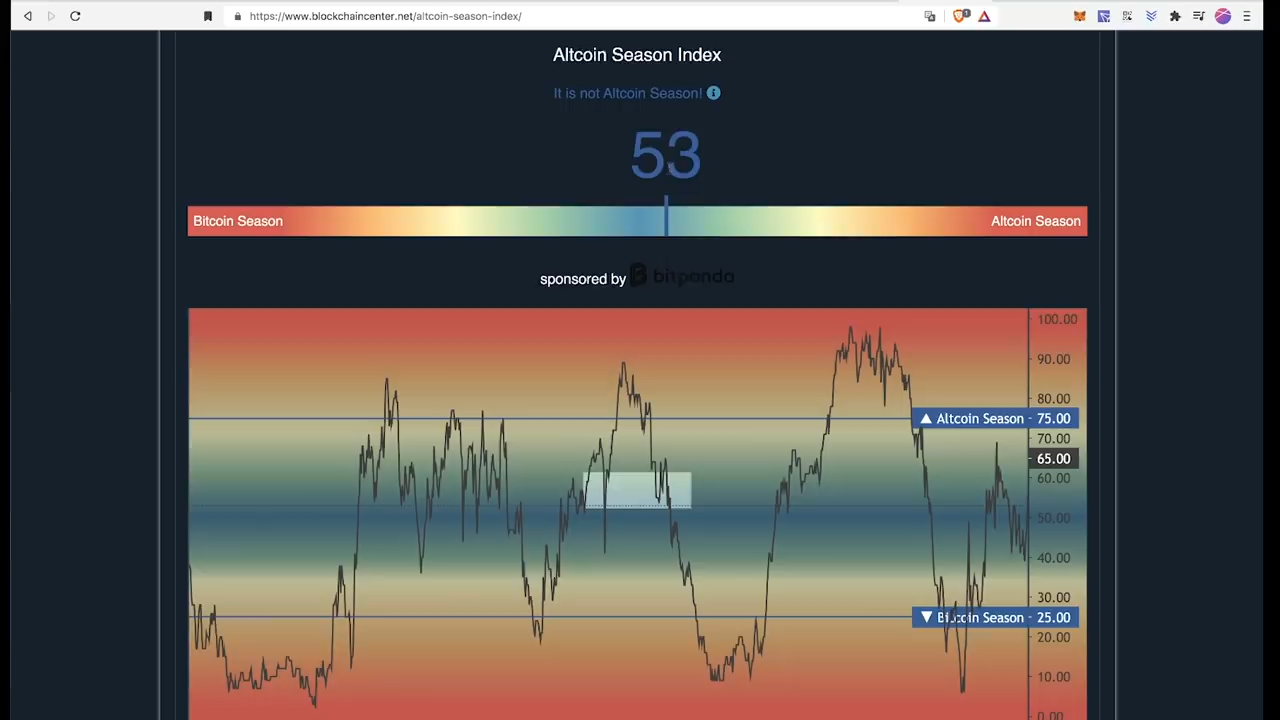 https://www.blockchaincenter.net/altcoin-season-index/
1
Altcoin Season Index
It is not Altcoin Season!
53
Bitcoin Season
Altcoin Season
sponsored by bitpanda
100.00
90.00
80.00
▲ Altcoin Season - 75.00
70.00
65.00
60.00
50.00
40.00
30.00
▼ Bitcoin Season - 25.00
20.00
10.00
0.00